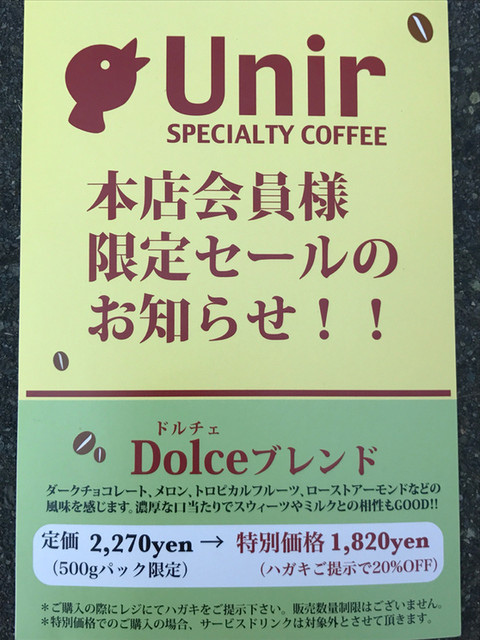 Unir
SPECIALTY COFFEE
本店会員様
限定セールの
お知らせ！！
ドルチェ
Dolceブレンド
ダークチョコレート、メロン、トロピカルフルーツ、ローストアーモンドなどの
風味を感じます。濃厚な口当たりでスウィーツやミルクとの相性もGOOD!!
定価 2,270yen → 特別価格 1,820yen
（500gパック限定） （ハガキご提示で20%OFF）
＊ご購入の際にレジにてハガキをご提示下さい。販売数量制限はございません。
＊特別価格でのご購入の場合、サービスドリンクは対象外とさせて頂きます。